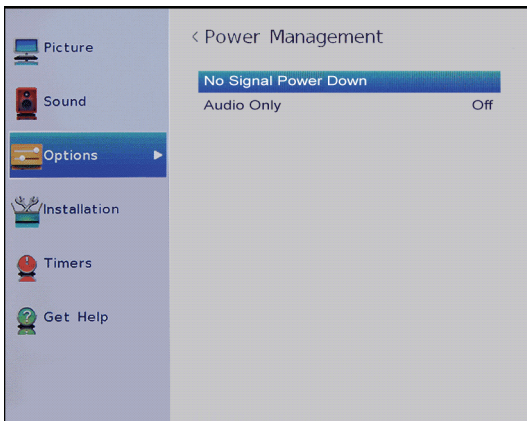 Picture
Sound
Options
Installation
Timers
Get Help
< Power Management
No Signal Power Down
Audio Only Off